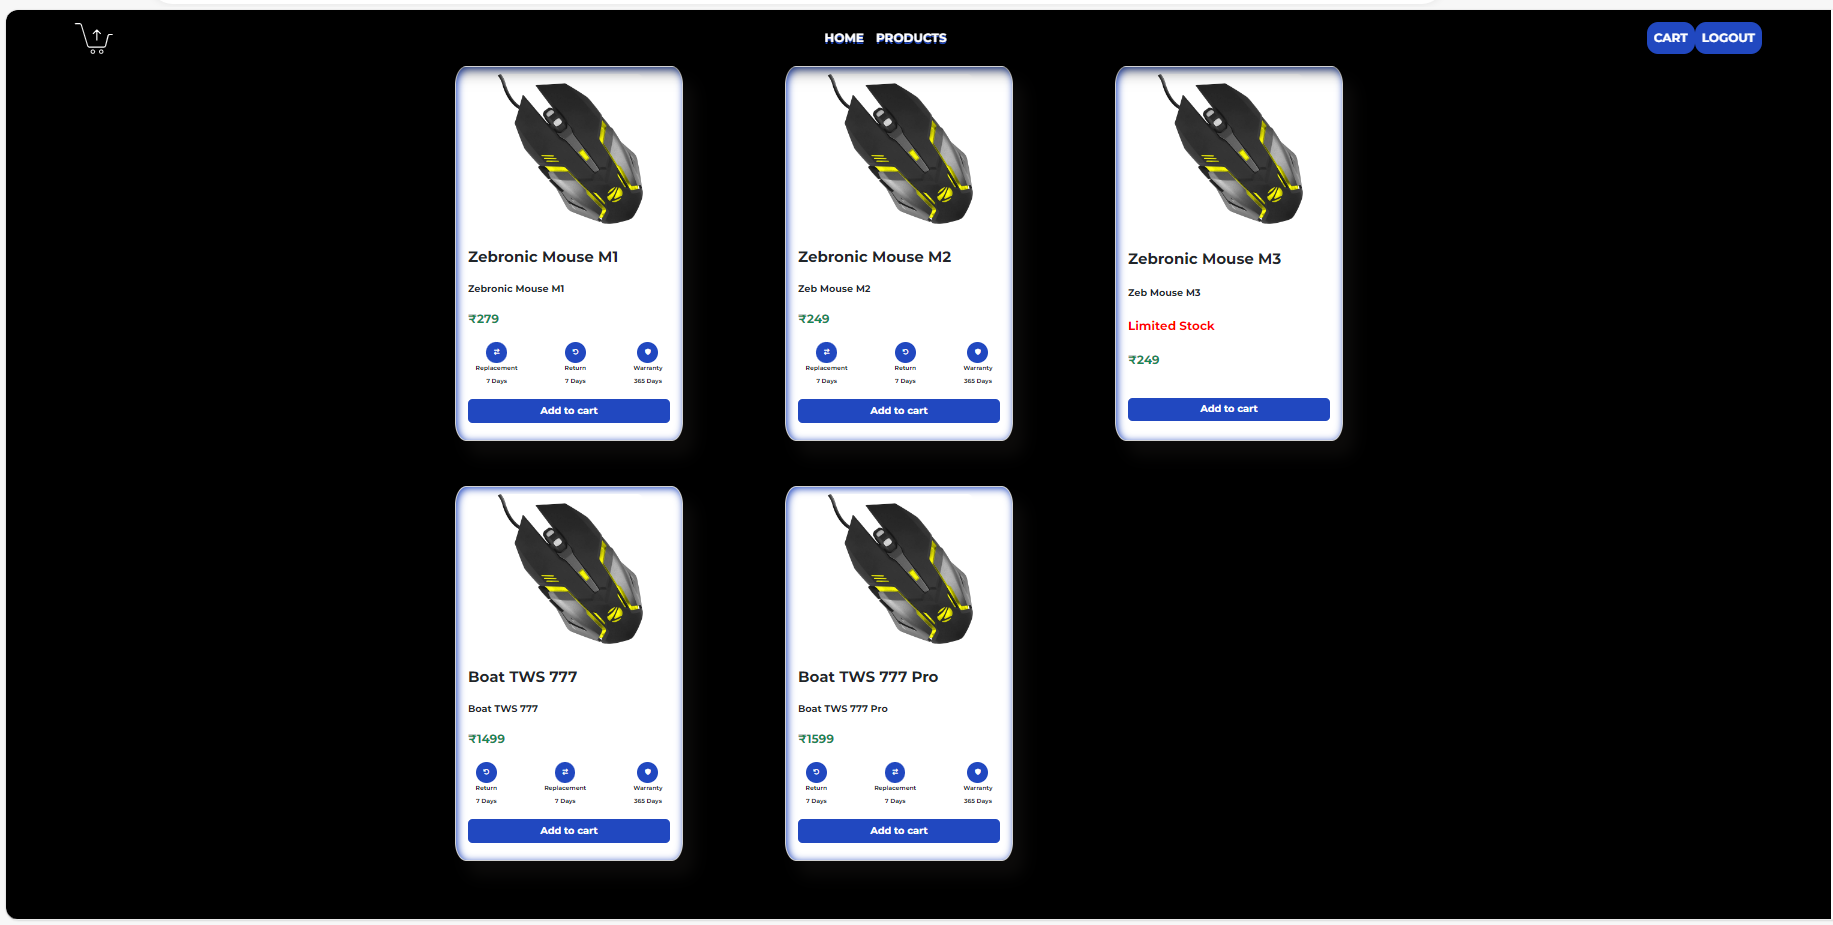 HOME PRODUCTS CART LOGOUT
Zebronic Mouse M1
Zebronic Mouse M1
₹279
Replacement Return Warranty
7 Days 7 Days 365 Days
Add to cart
Zebronic Mouse M2
Zeb Mouse M2
₹249
Replacement Return Warranty
7 Days 7 Days 365 Days
Add to cart
Zebronic Mouse M3
Zeb Mouse M3
Limited Stock
₹249
Add to cart
Boat TWS 777
Boat TWS 777
₹1499
Return Replacement Warranty
7 Days 7 Days 365 Days
Add to cart
Boat TWS 777 Pro
Boat TWS 777 Pro
₹1599
Return Replacement Warranty
7 Days 7 Days 365 Days
Add to cart